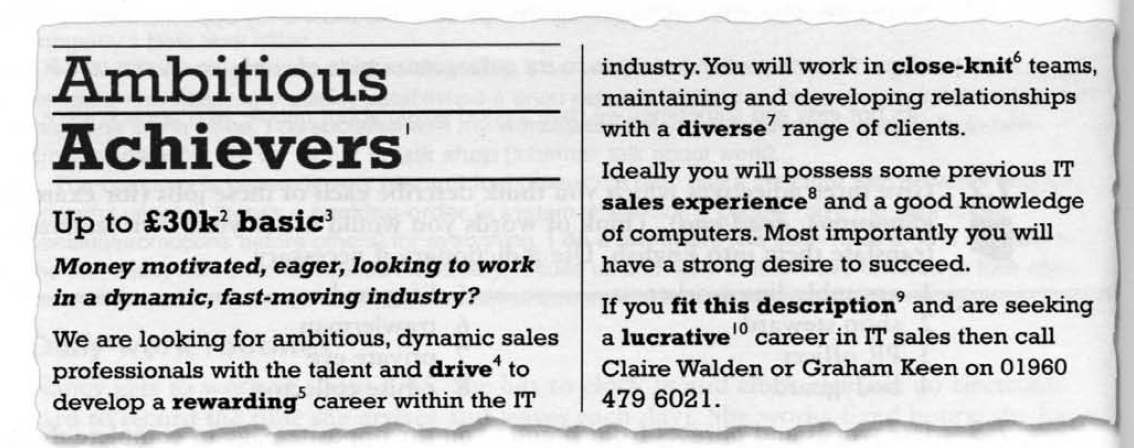 Ambitious
Achievers
Up to £30k² basic³
Money motivated, eager, looking to work
in a dynamic, fast-moving industry?
We are looking for ambitious, dynamic sales
professionals with the talent and drive⁴ to
develop a rewarding⁵ career within the IT
industry. You will work in close-knit⁶ teams,
maintaining and developing relationships
with a diverse⁷ range of clients.
Ideally you will possess some previous IT
sales experience⁸ and a good knowledge
of computers. Most importantly you will
have a strong desire to succeed.
If you fit this description⁹ and are seeking
a lucrative¹⁰ career in IT sales then call
Claire Walden or Graham Keen on 01960
479 6021.